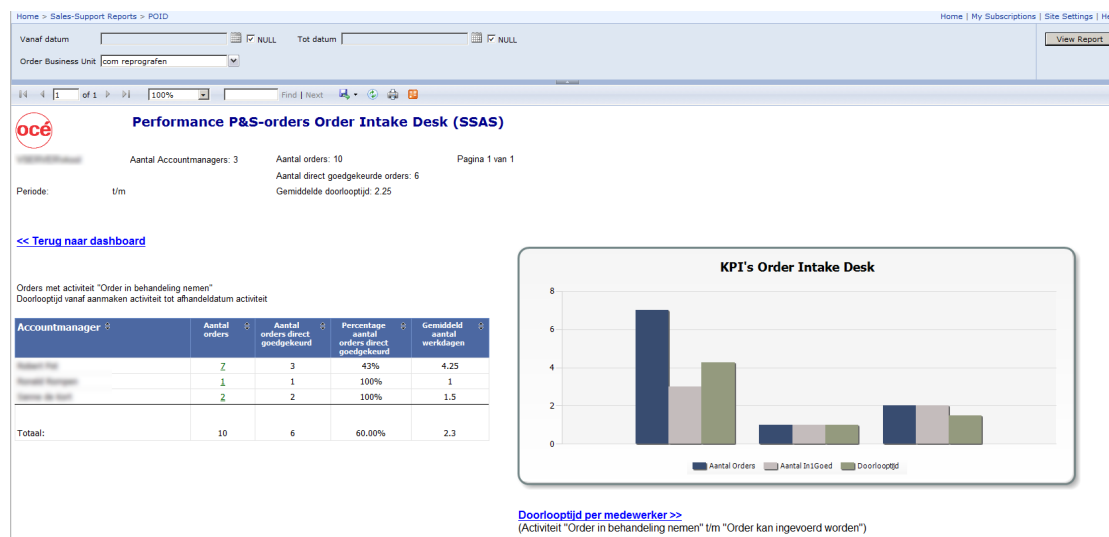 Home > Sales-Support Reports > POID
Home | My Subscriptions | Site Settings | He
Vanaf datum NULL Tot datum NULL
View Report
Order Business Unit com reprografen
1 of 1 100% Find | Next
océ
Performance P&S-orders Order Intake Desk (SSAS)
Aantal Accountmanagers: 3 Aantal orders: 10 Pagina 1 van 1
Aantal direct goedgekeurde orders: 6
Periode: t/m Gemiddelde doorlooptijd: 2.25
<< Terug naar dashboard
Orders met activiteit "Order in behandeling nemen"
Doorlooptijd vanaf aanmaken activiteit tot afhandeldatum activiteit
Accountmanager Aantal orders Aantal orders direct goedgekeurd Percentage aantal orders direct goedgekeurd Gemiddeld aantal werkdagen
7 3 43% 4.25
1 1 100% 1
2 2 100% 1.5
Totaal: 10 6 60.00% 2.3
KPI's Order Intake Desk
8
6
4
2
0
Aantal Orders Aantal In1Goed Doorlooptijd
Doorlooptijd per medewerker >>
(Activiteit "Order in behandeling nemen" t/m "Order kan ingevoerd worden")